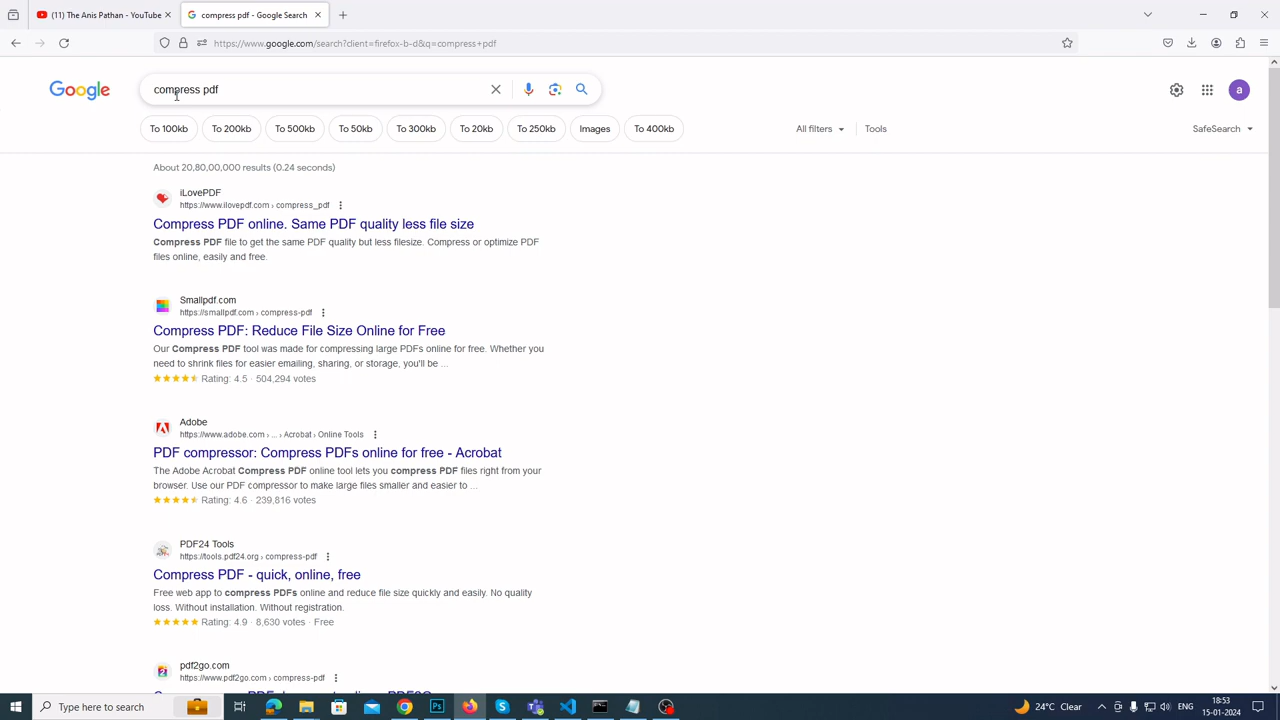 (11) The Anis Pathan - YouTube
compress pdf - Google Search
https://www.google.com/search?client=firefox-b-d&q=compress+pdf
Google
compress pdf
a
To 100kb
To 200kb
To 500kb
To 50kb
To 300kb
To 20kb
To 250kb
Images
To 400kb
All filters
Tools
SafeSearch
About 20,80,00,000 results (0.24 seconds)
iLovePDF
https://www.ilovepdf.com › compress_pdf
Compress PDF online. Same PDF quality less file size
Compress PDF file to get the same PDF quality but less filesize. Compress or optimize PDF
files online, easily and free.
Smallpdf.com
https://smallpdf.com › compress-pdf
Compress PDF: Reduce File Size Online for Free
Our Compress PDF tool was made for compressing large PDFs online for free. Whether you
need to shrink files for easier emailing, sharing, or storage, you'll be ...
Rating: 4.5 · 504,294 votes
Adobe
https://www.adobe.com › ... › Acrobat › Online Tools
PDF compressor: Compress PDFs online for free - Acrobat
The Adobe Acrobat Compress PDF online tool lets you compress PDF files right from your
browser. Use our PDF compressor to make large files smaller and easier to ...
Rating: 4.6 · 239,816 votes
PDF24 Tools
https://tools.pdf24.org › compress-pdf
Compress PDF - quick, online, free
Free web app to compress PDFs online and reduce file size quickly and easily. No quality
loss. Without installation. Without registration.
Rating: 4.9 · 8,630 votes · Free
pdf2go.com
https://www.pdf2go.com › compress-pdf
Type here to search
24°C Clear
ENG
18:53
15-01-2024